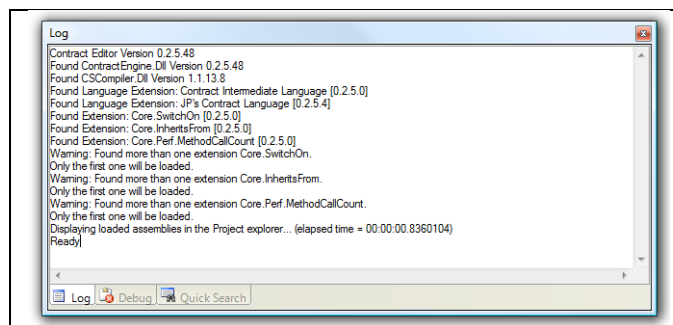 Log
Contract Editor Version 0.2.5.48
Found ContractEngine.Dll Version 0.2.5.48
Found CSCompiler.Dll Version 1.1.13.8
Found Language Extension: Contract Intermediate Language [0.2.5.0]
Found Language Extension: JP's Contract Language [0.2.5.4]
Found Extension: Core.SwitchOn [0.2.5.0]
Found Extension: Core.InheritsFrom [0.2.5.0]
Found Extension: Core.Perf.MethodCallCount [0.2.5.0]
Warning: Found more than one extension Core.SwitchOn.
Only the first one will be loaded.
Warning: Found more than one extension Core.InheritsFrom.
Only the first one will be loaded.
Warning: Found more than one extension Core.Perf.MethodCallCount.
Only the first one will be loaded.
Displaying loaded assemblies in the Project explorer... (elapsed time = 00:00:00.8360104)
Ready
Log Debug Quick Search